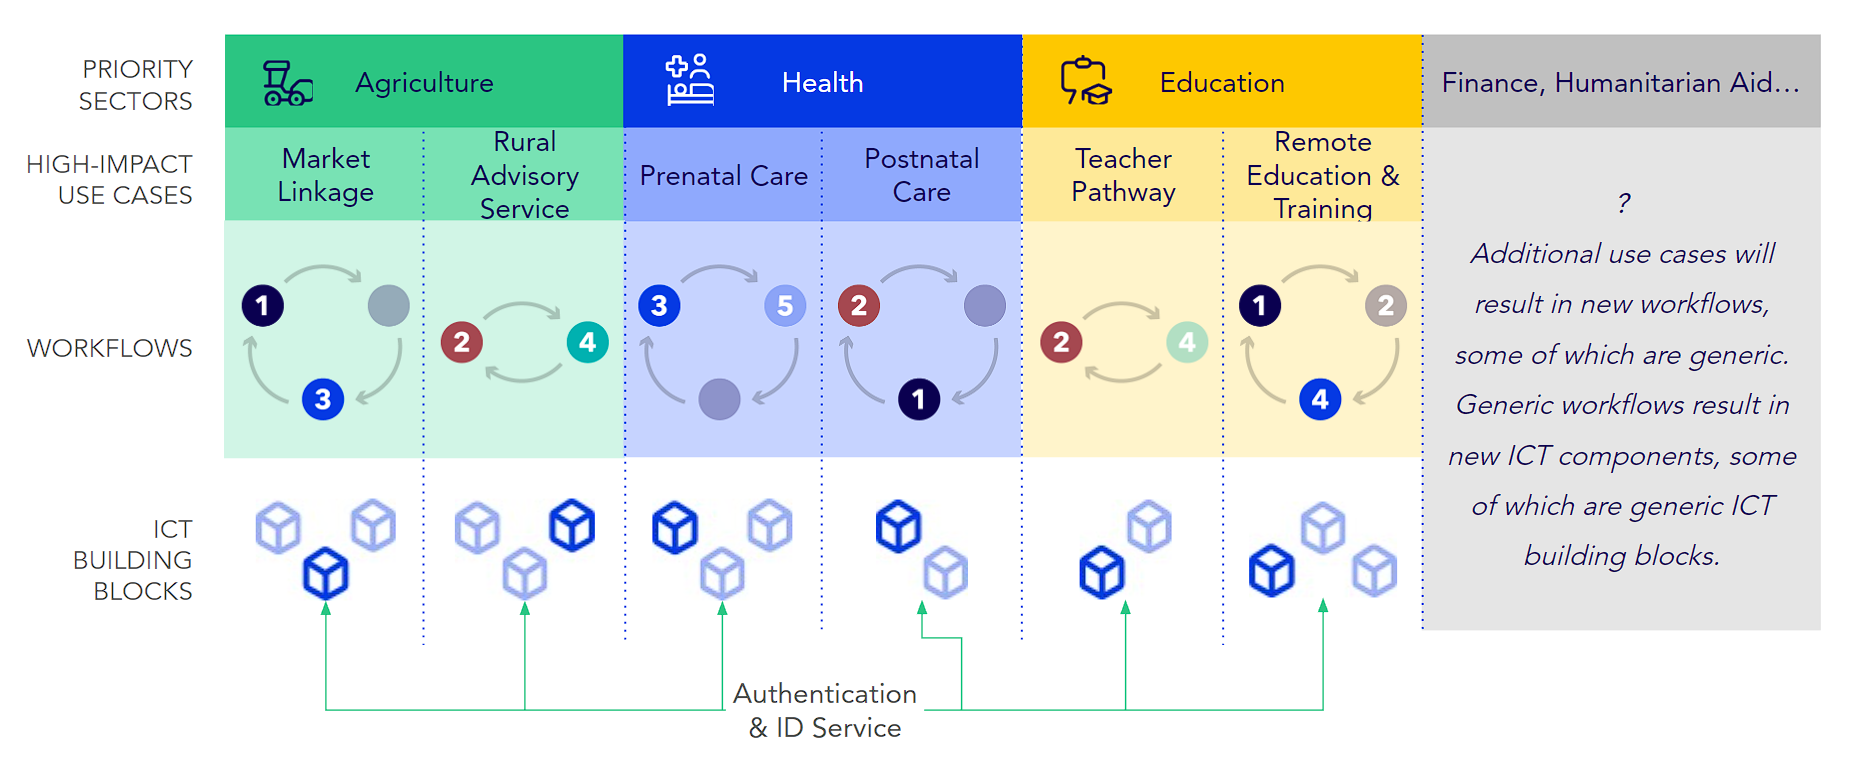 PRIORITY
SECTORS
Agriculture
Health
Education
Finance, Humanitarian Aid...
HIGH-IMPACT
USE CASES
Market
Linkage
Rural
Advisory
Service
Prenatal Care
Postnatal
Care
Teacher
Pathway
Remote
Education &
Training
WORKFLOWS
1
3
2
4
3
5
2
1
2
4
1
2
4
?
Additional use cases will
result in new workflows,
some of which are generic.
Generic workflows result in
new ICT components, some
of which are generic ICT
building blocks.
ICT
BUILDING
BLOCKS
Authentication
& ID Service